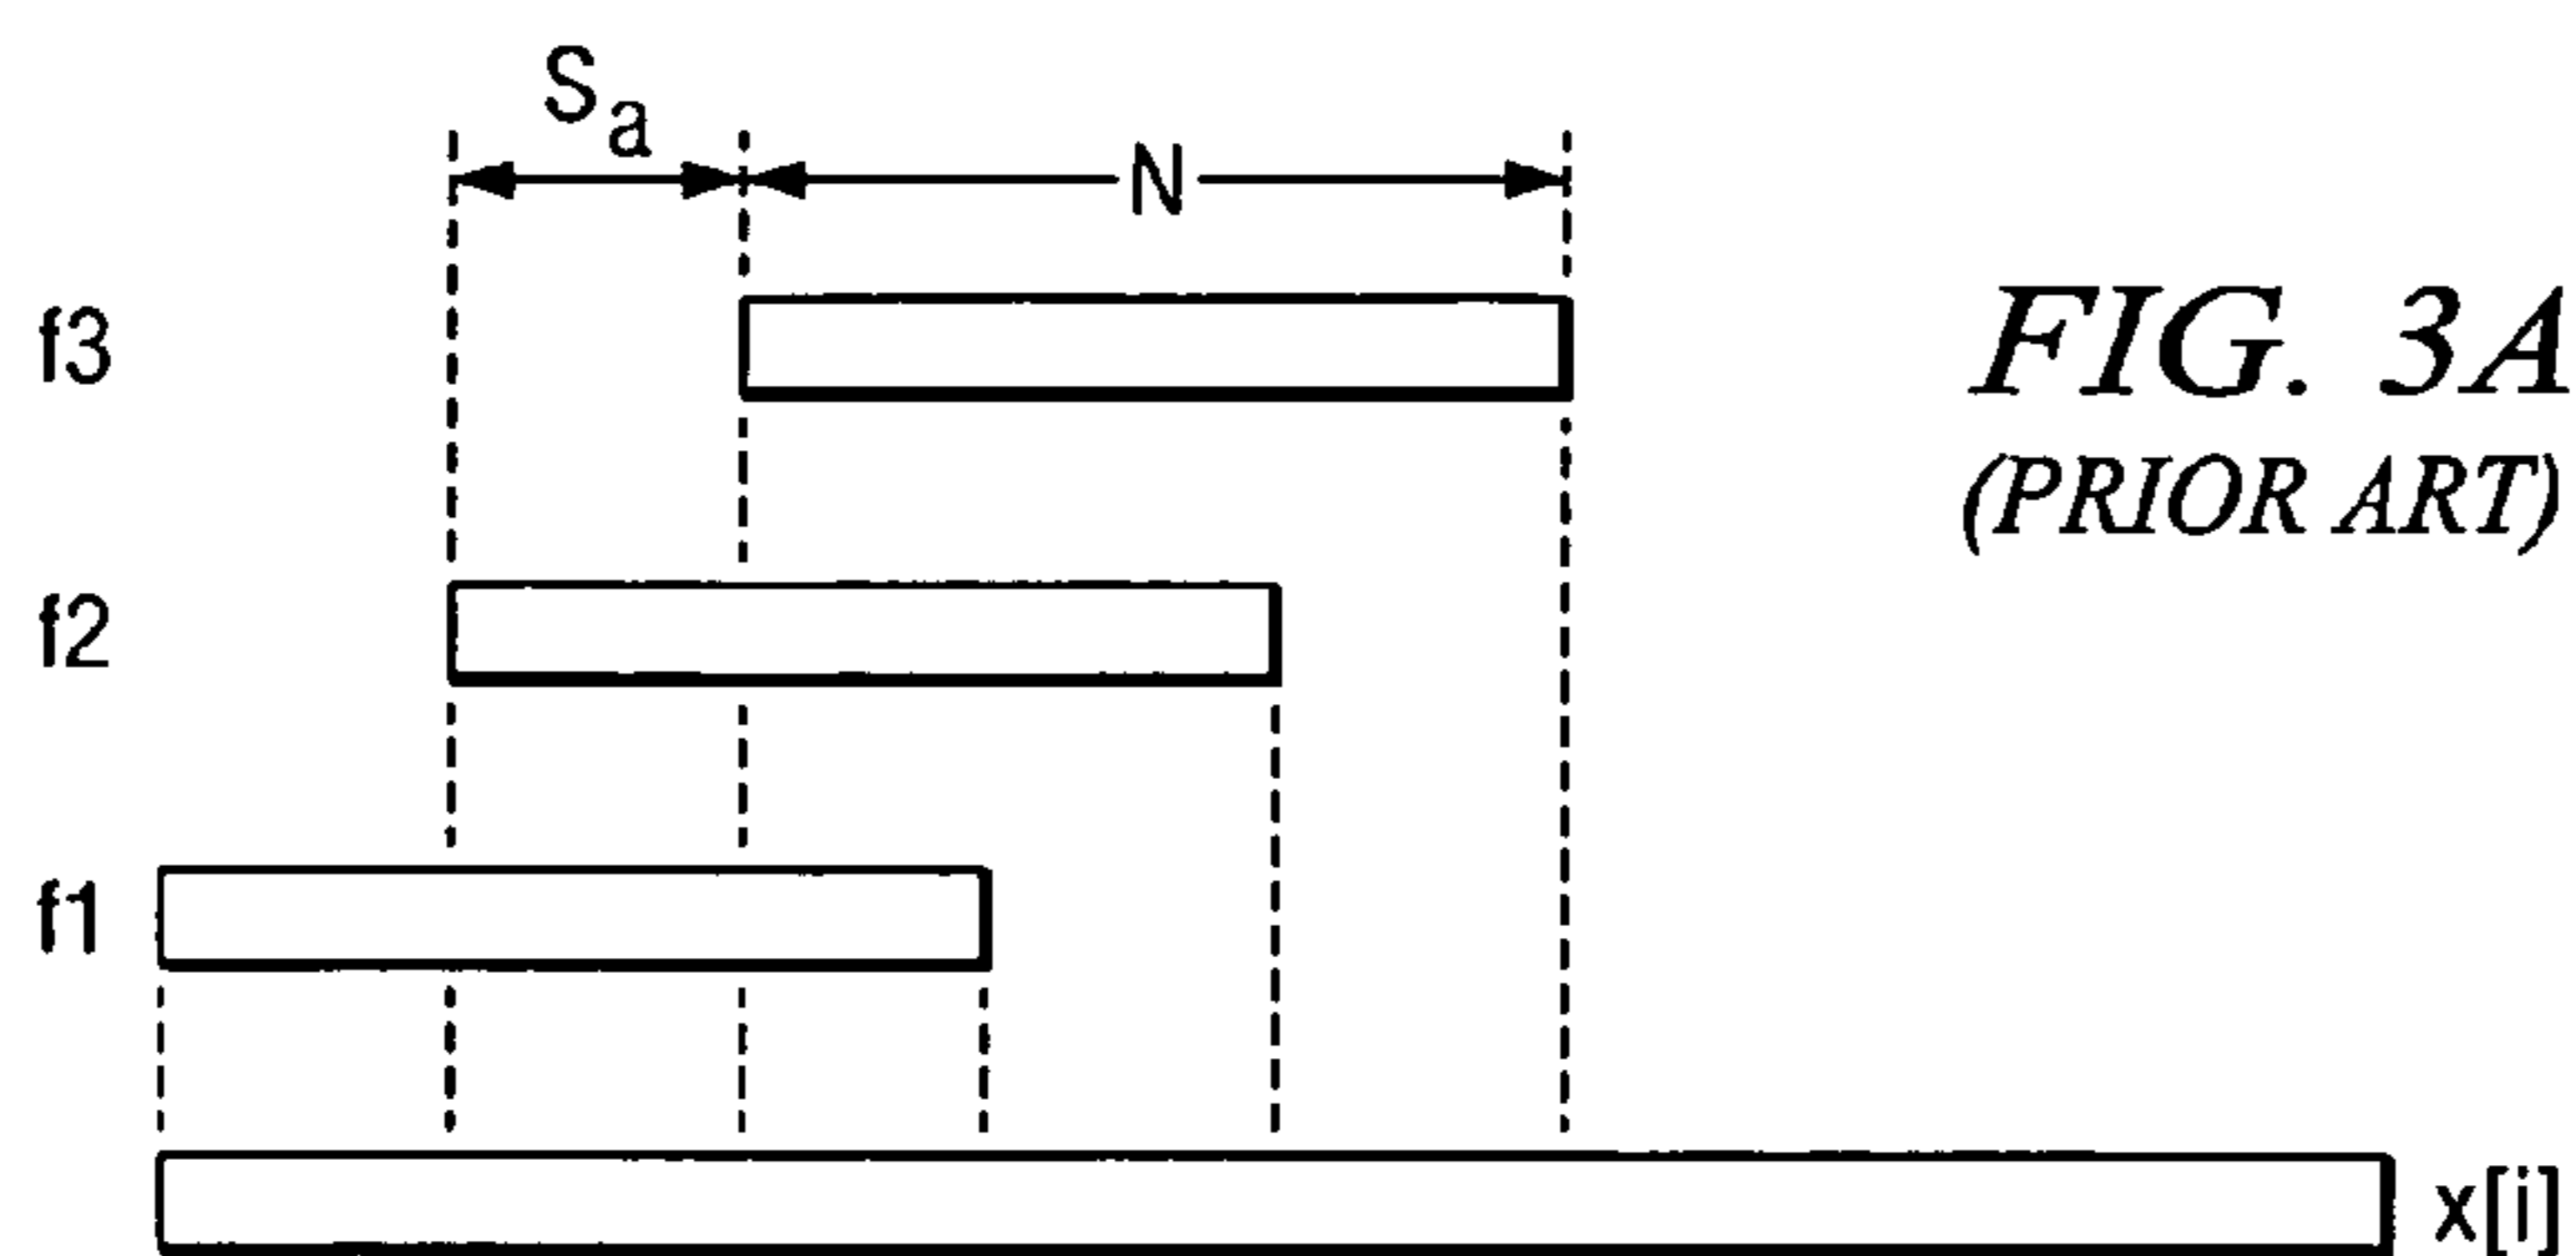 Sa
N
f3
FIG. 3A
(PRIOR ART)
f2
f1
x[i]